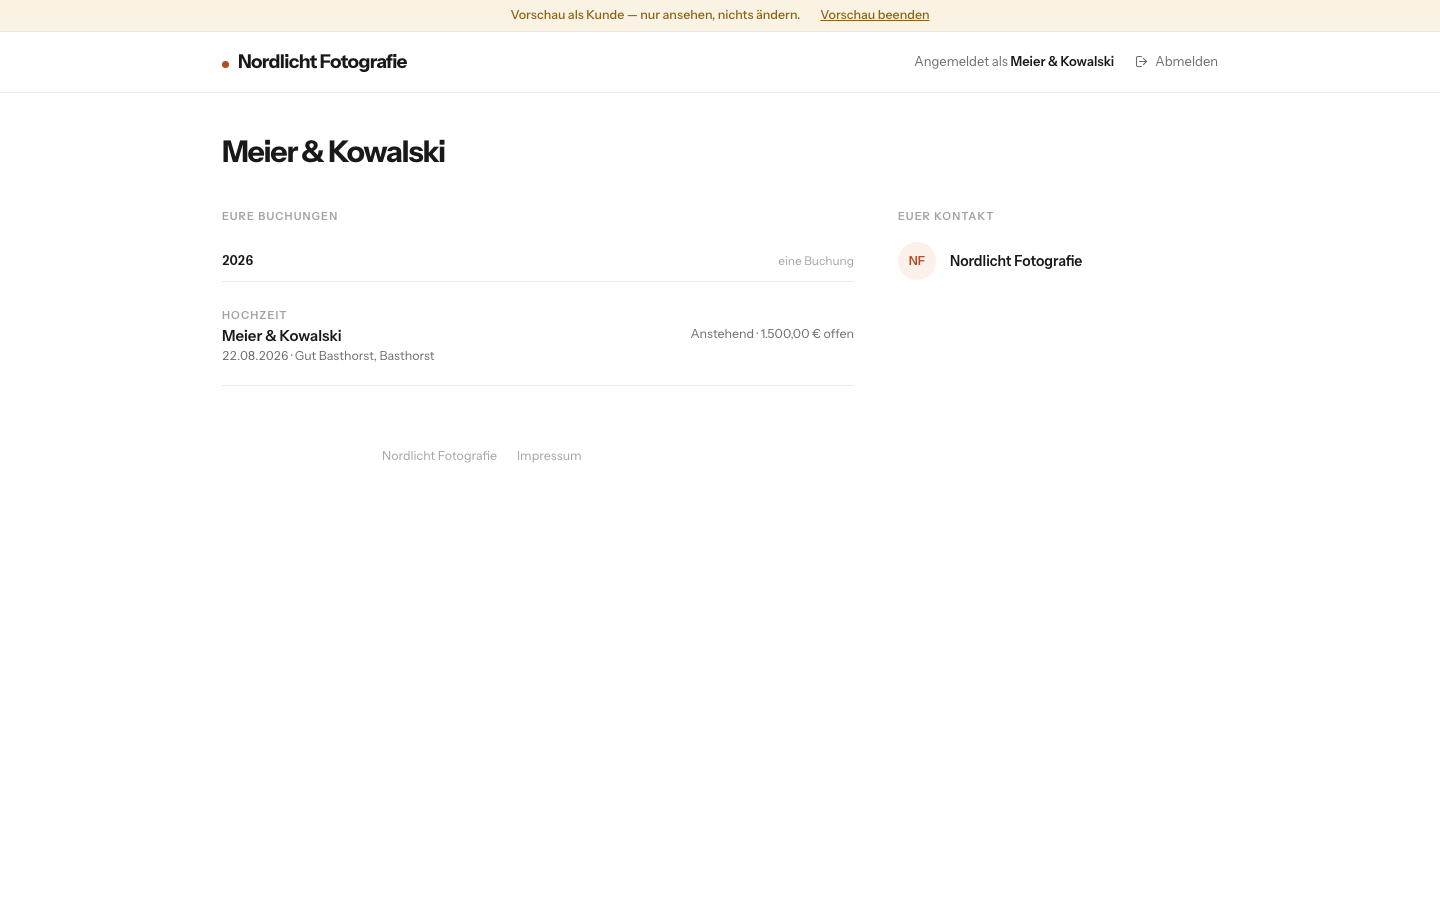 Vorschau als Kunde — nur ansehen, nichts ändern. Vorschau beenden
Nordlicht Fotografie
Angemeldet als Meier & Kowalski Abmelden
Meier & Kowalski
EURE BUCHUNGEN
2026 eine Buchung
HOCHZEIT
Meier & Kowalski
22.08.2026 · Gut Basthorst, Basthorst
Anstehend · 1.500,00 € offen
EUER KONTAKT
NF Nordlicht Fotografie
Nordlicht Fotografie Impressum